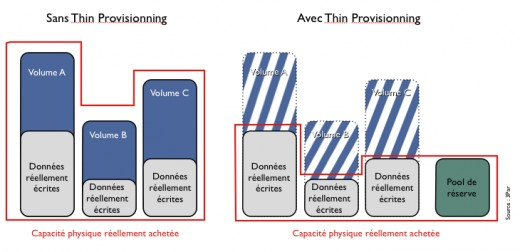 Sans Thin Provisionning
Avec Thin Provisionning
Volume A
Volume B
Volume C
Données
réellement
écrites
Données
réellement
écrites
Données
réellement
écrites
Volume A
Volume B
Volume C
Données
réellement
écrites
Données
réellement
écrites
Données
réellement
écrites
Pool de
réserve
Capacité physique réellement achetée
Capacité physique réellement achetée
Source : 3Par